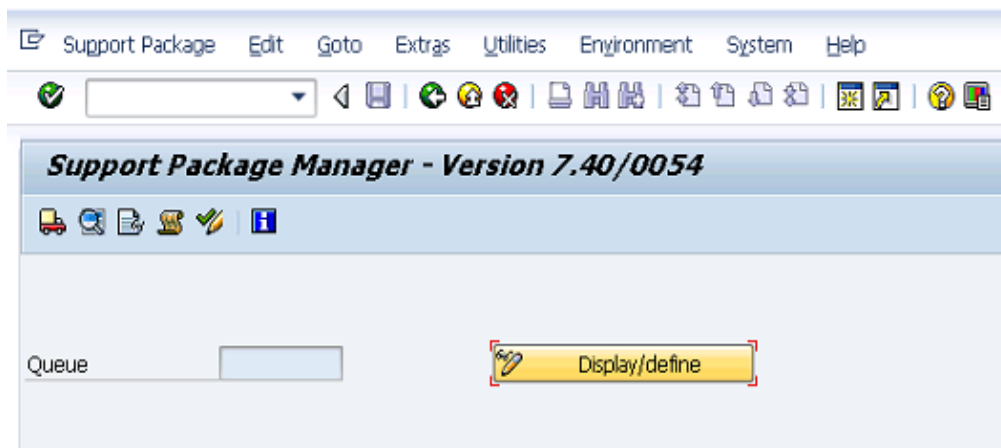 Support Package Edit Goto Extras Utilities Environment System Help
Support Package Manager - Version 7.40/0054
Queue Display/define